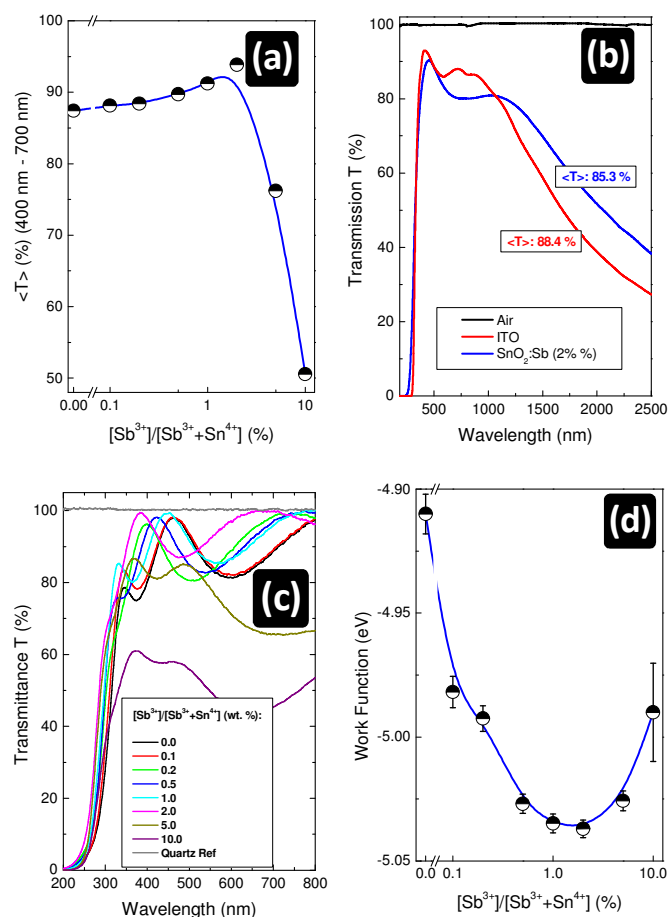 (a)
100
90
80
70
60
50
0.00 0.1 1 10
<T> (%) (400 nm - 700 nm)
[Sb³⁺]/[Sb³⁺+Sn⁴⁺] (%)
(b)
100
80
60
40
20
0
500 1000 1500 2000 2500
Transmission T (%)
Wavelength (nm)
<T>: 85.3 %
<T>: 88.4 %
Air
ITO
SnO₂:Sb (2% %)
(c)
100
80
60
40
20
0
200 300 400 500 600 700 800
Transmittance T (%)
Wavelength (nm)
[Sb³⁺]/[Sb³⁺+Sn⁴⁺] (wt. %):
0.0
0.1
0.2
0.5
1.0
2.0
5.0
10.0
Quartz Ref
(d)
-4.90
-4.95
-5.00
-5.05
0.0 0.1 1.0 10.0
Work Function (eV)
[Sb³⁺]/[Sb³⁺+Sn⁴⁺] (%)